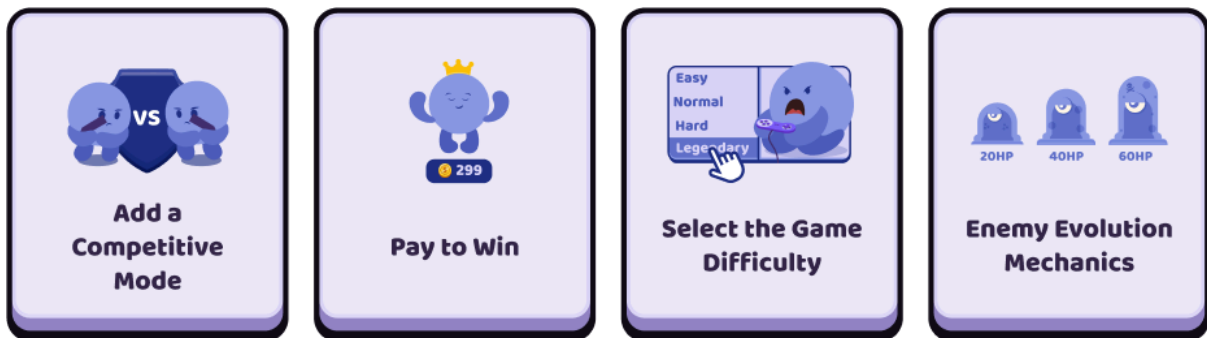 VS
Add a
Competitive
Mode
299
Pay to Win
Easy
Normal
Hard
Legendary
Select the Game
Difficulty
20HP 40HP 60HP
Enemy Evolution
Mechanics